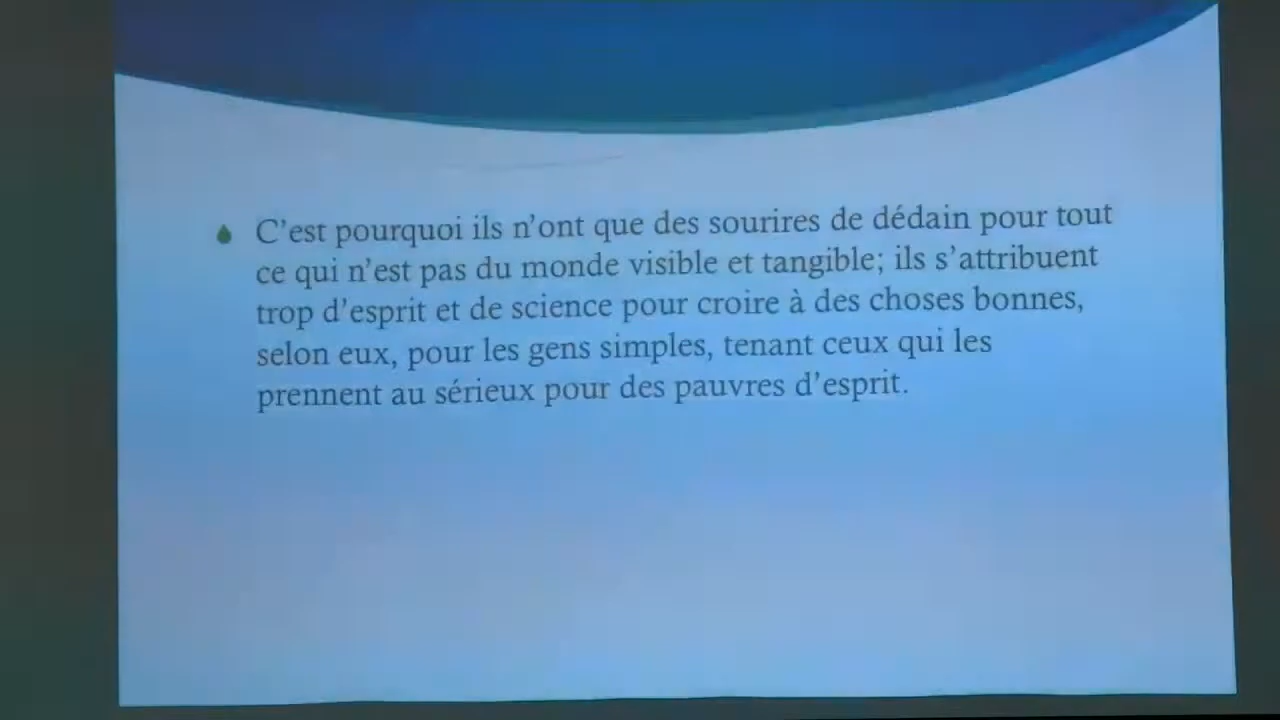 C'est pourquoi ils n'ont que des sourires de dédain pour tout
ce qui n'est pas du monde visible et tangible; ils s'attribuent
trop d'esprit et de science pour croire à des choses bonnes,
selon eux, pour les gens simples, tenant ceux qui les
prennent au sérieux pour des pauvres d'esprit.